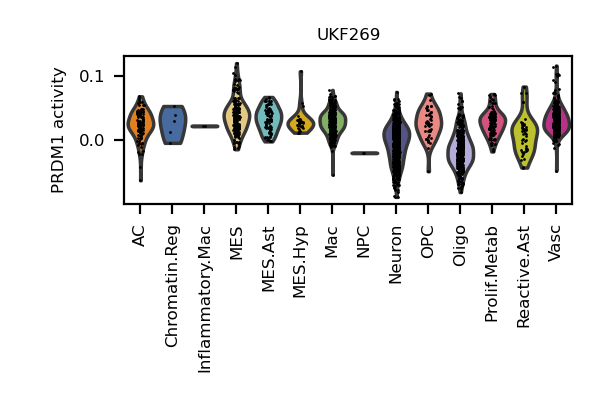 UKF269
PRDM1 activity
0.1
0.0
AC
Chromatin.Reg
Inflammatory.Mac
MES
MES.Ast
MES.Hyp
Mac
NPC
Neuron
OPC
Oligo
Prolif.Metab
Reactive.Ast
Vasc